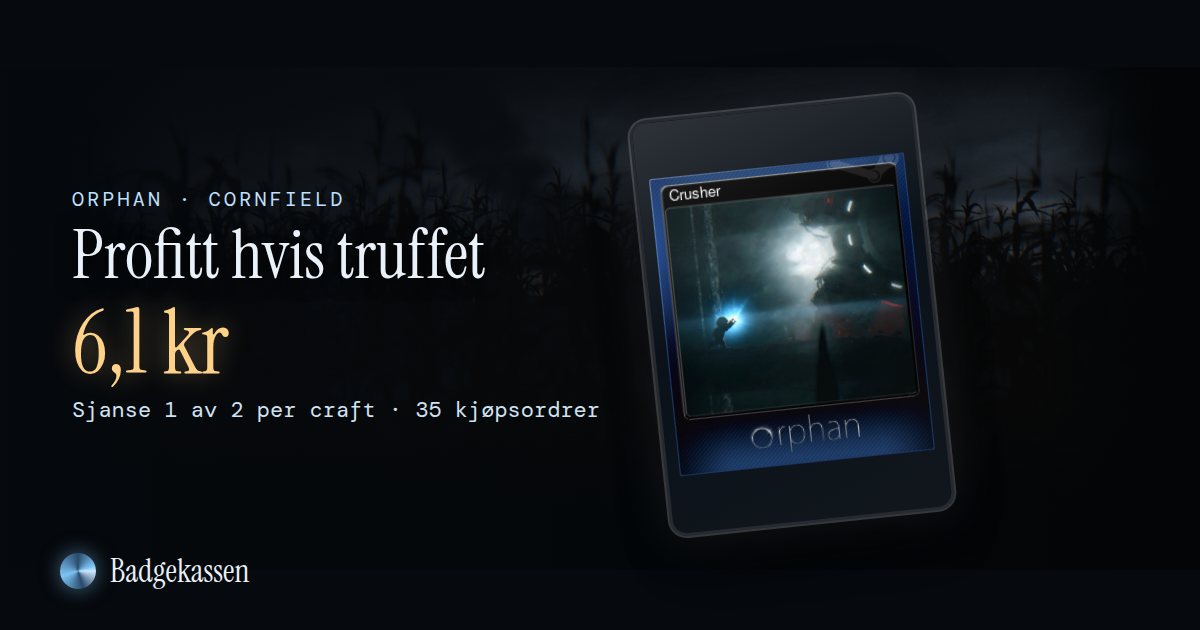 ORPHAN · CORNFIELD
Profitt hvis truffet
6,1 kr
Sjanse 1 av 2 per craft · 35 kjøpsordrer
Crusher
Orphan
Badgekassen